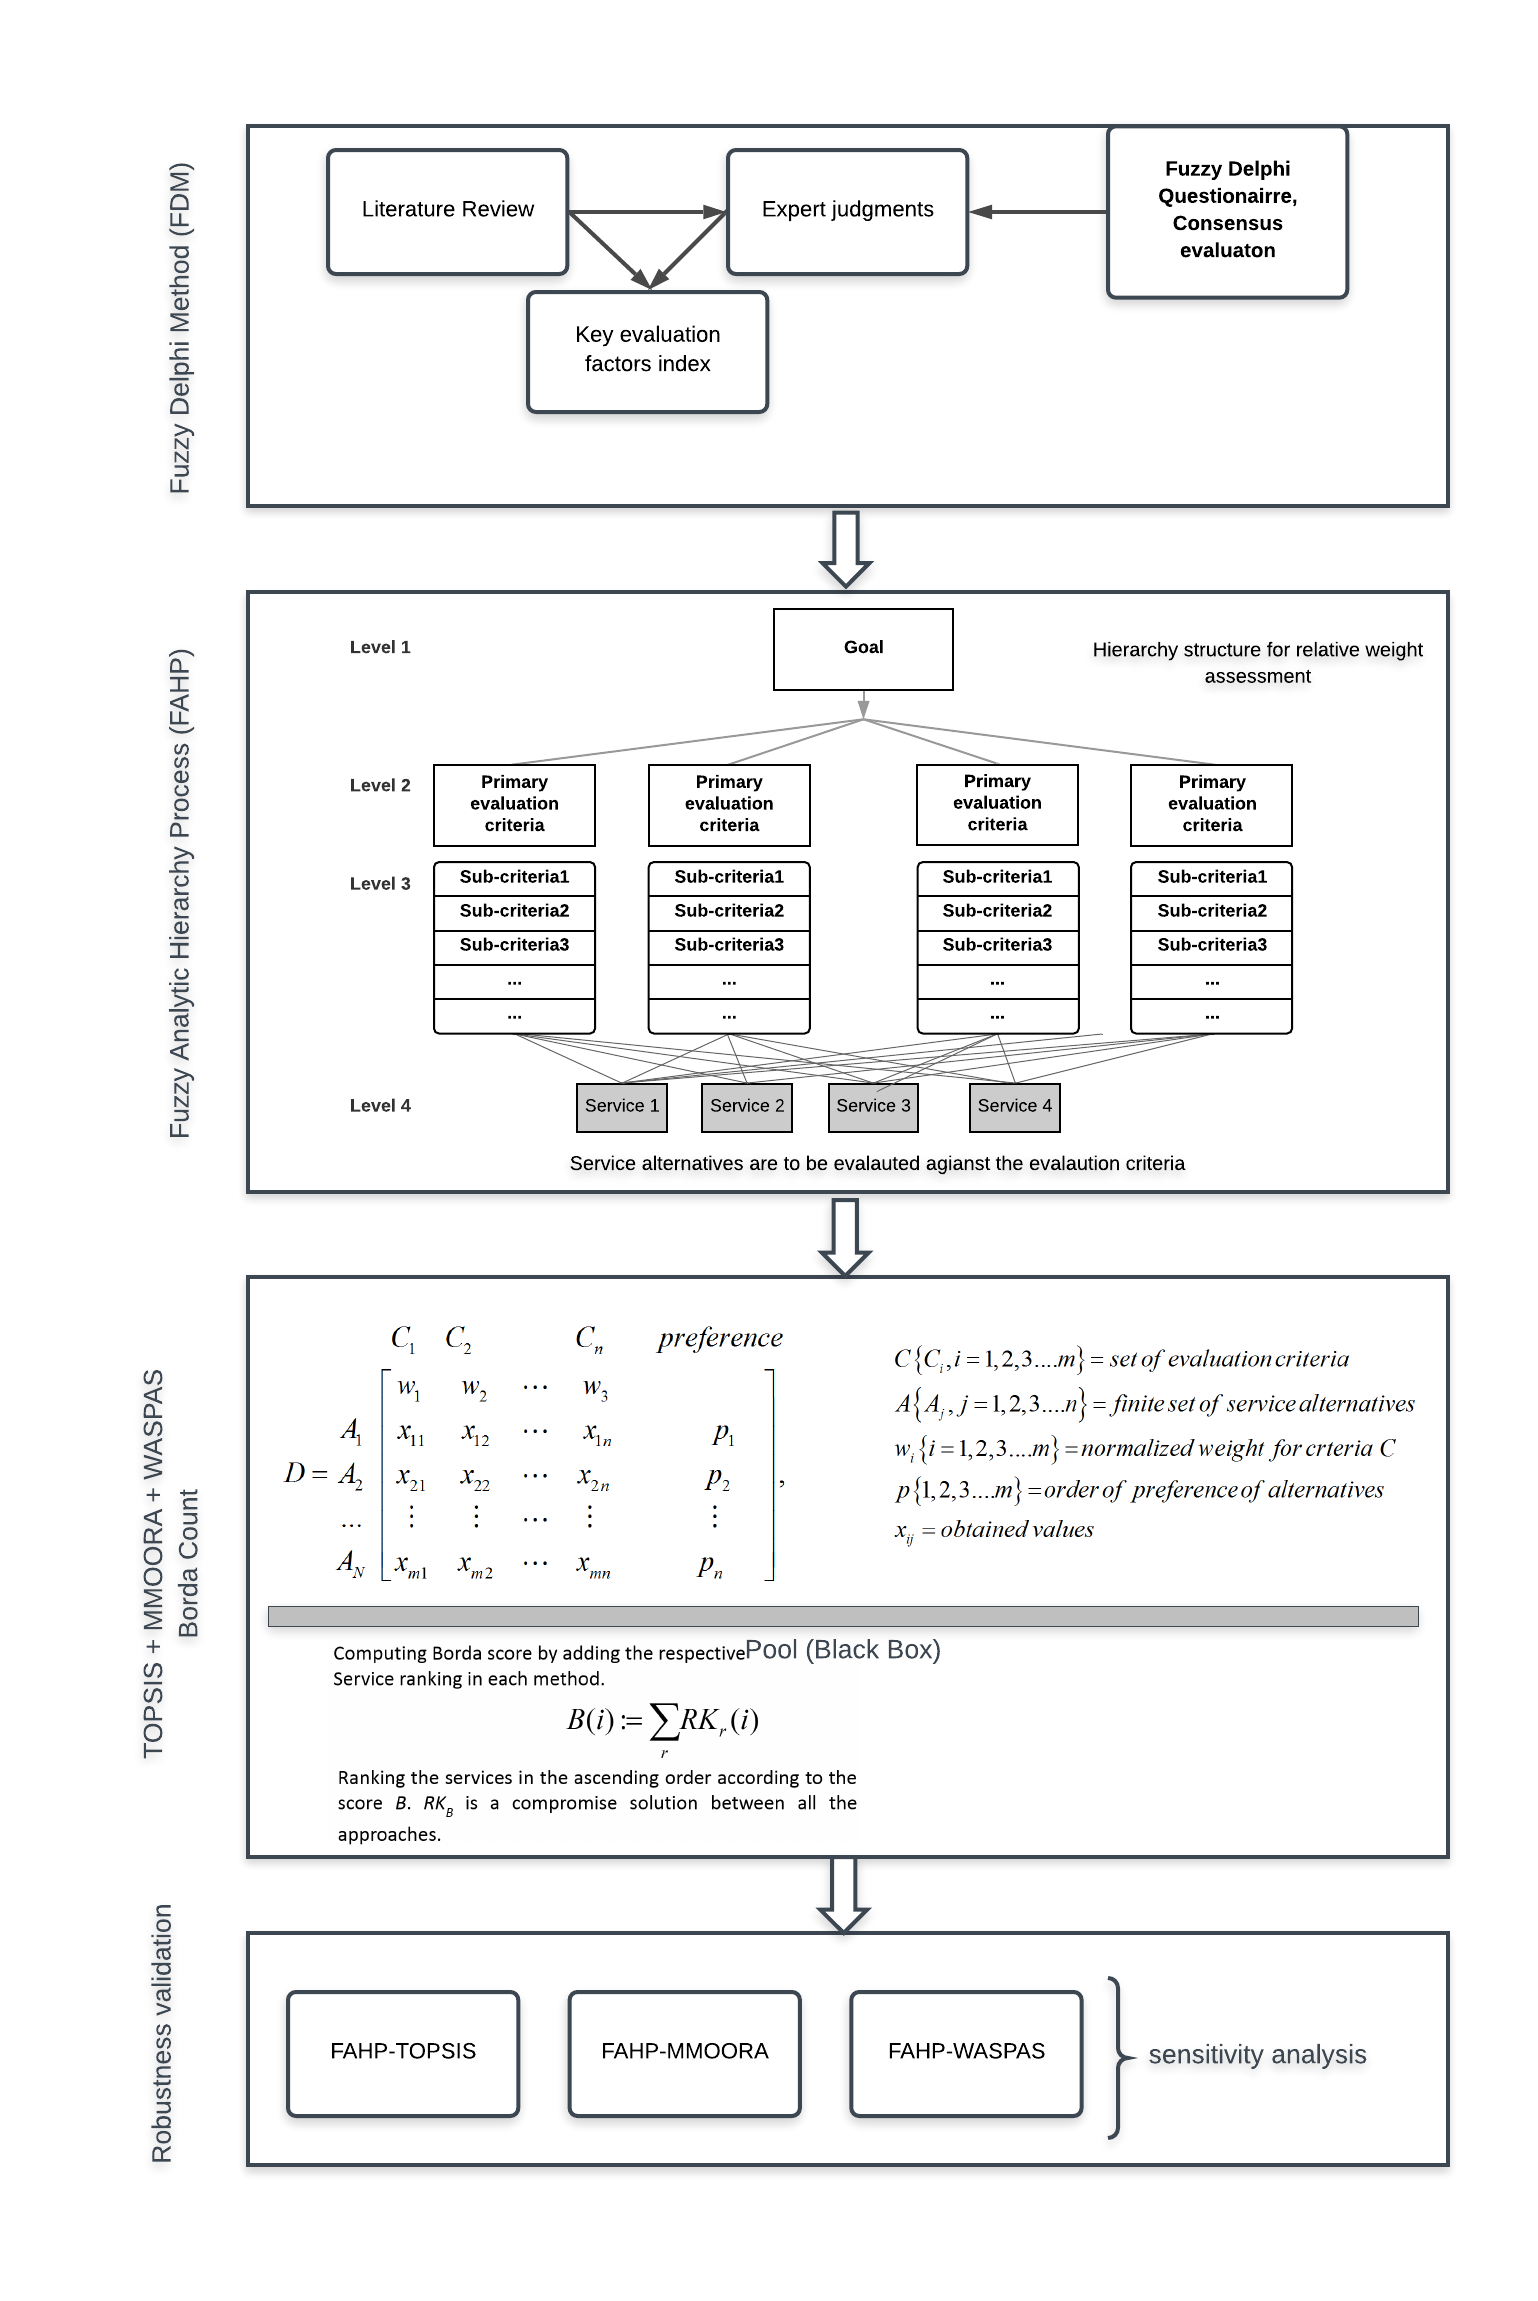 Fuzzy Delphi Method (FDM)
Literature Review
Expert judgments
Fuzzy Delphi
Questionairre,
Consensus
evaluaton
Key evaluation
factors index
Fuzzy Analytic Hierarchy Process (FAHP)
Level 1
Goal
Hierarchy structure for relative weight
assessment
Level 2
Primary
evaluation
criteria
Primary
evaluation
criteria
Primary
evaluation
criteria
Primary
evaluation
criteria
Level 3
Sub-criteria1
Sub-criteria2
Sub-criteria3
...
...
Sub-criteria1
Sub-criteria2
Sub-criteria3
...
...
Sub-criteria1
Sub-criteria2
Sub-criteria3
...
...
Sub-criteria1
Sub-criteria2
Sub-criteria3
...
...
Level 4
Service 1
Service 2
Service 3
Service 4
Service alternatives are to be evalauted agianst the evalaution criteria
TOPSIS + MMOORA + WASPAS
Borda Count
C₁ C₂ Cₙ preference
w₁ w₂ ⋯ w₃
A₁ x₁₁ x₁₂ ⋯ x₁ₙ p₁
D = A₂ x₂₁ x₂₂ ⋯ x₂ₙ p₂ ,
... ⋮ ⋮ ⋯ ⋮ ⋮
A_N x_m1 x_m2 ⋯ x_mn pₙ
C{Cᵢ, i = 1,2,3....m} = set of evaluation criteria
A{Aⱼ, j = 1,2,3....n} = finite set of service alternatives
wᵢ{i = 1,2,3....m} = normalized weight for crteria C
p{1,2,3....m} = order of preference of alternatives
xᵢⱼ = obtained values
Computing Borda score by adding the respective
Service ranking in each method.
Pool (Black Box)
B(i) := ∑ RKᵣ(i)
r
Ranking the services in the ascending order according to the
score B. RK_B is a compromise solution between all the
approaches.
Robustness validation
FAHP-TOPSIS
FAHP-MMOORA
FAHP-WASPAS
sensitivity analysis